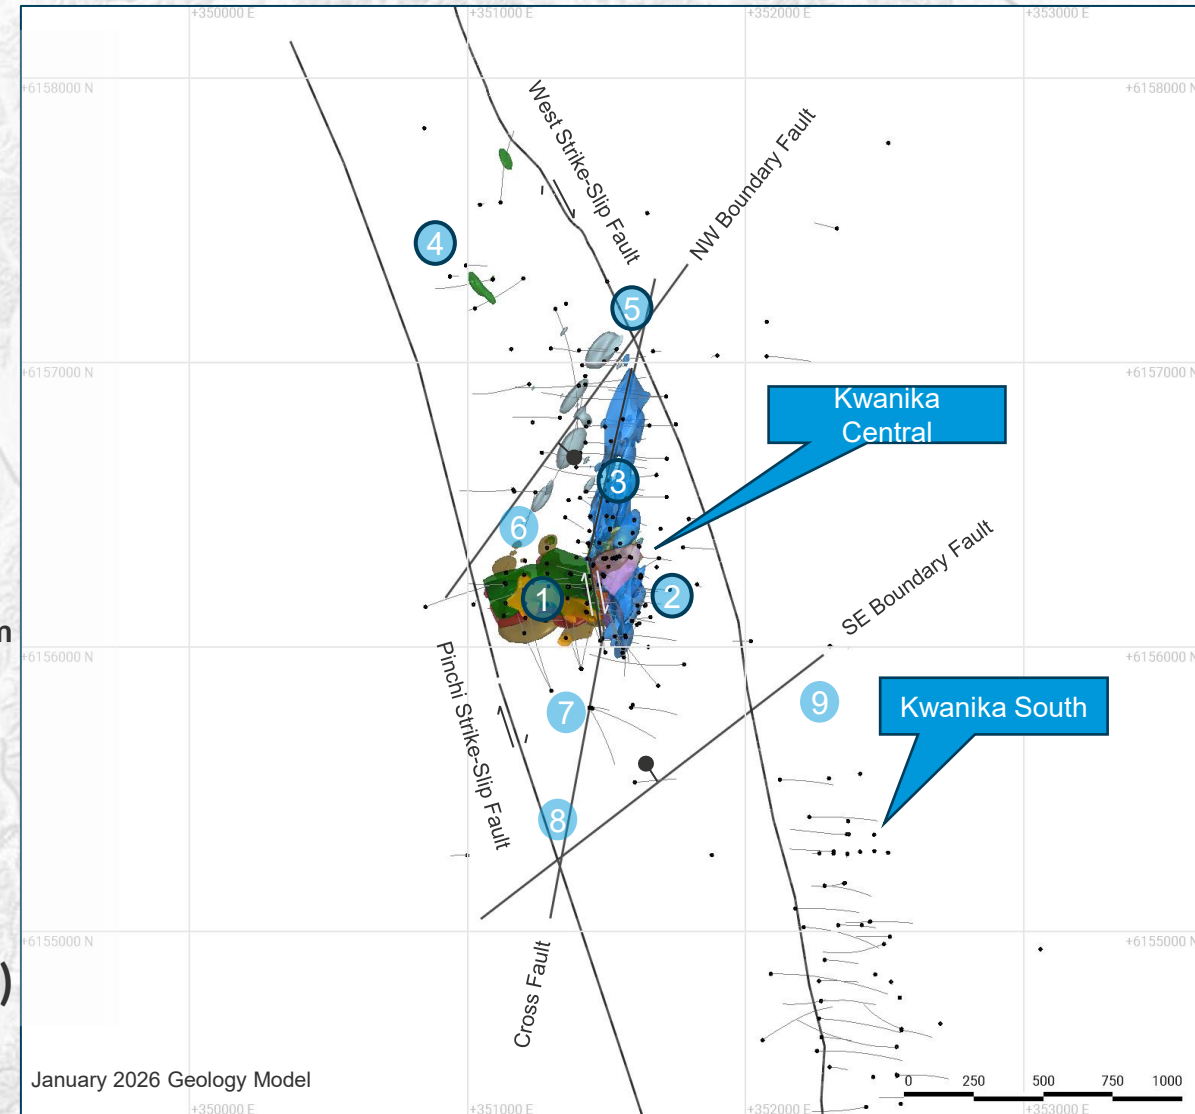 +350000 E
+351000 E
+352000 E
+353000 E
+6158000 N
+6158000 N
West Strike-Slip Fault
NW Boundary Fault
4
5
+6157000 N
+6157000 N
Kwanika
Central
3
6
SE Boundary Fault
1
2
m
+6156000 N
+6156000 N
Pinchi Strike-Slip Fault
7
9
Kwanika South
8
+6155000 N
+6155000 N
)
Cross Fault
January 2026 Geology Model
0 250 500 750 1000
+350000 E
+351000 E
+352000 E
+353000 E